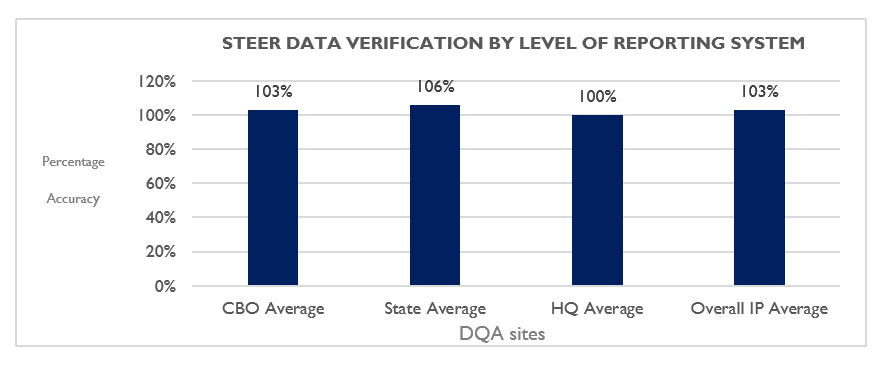 STEER DATA VERIFICATION BY LEVEL OF REPORTING SYSTEM
120%
100%
80%
60%
40%
20%
0%
Percentage
Accuracy
103%
106%
100%
103%
CBO Average
State Average
HQ Average
Overall IP Average
DQA sites